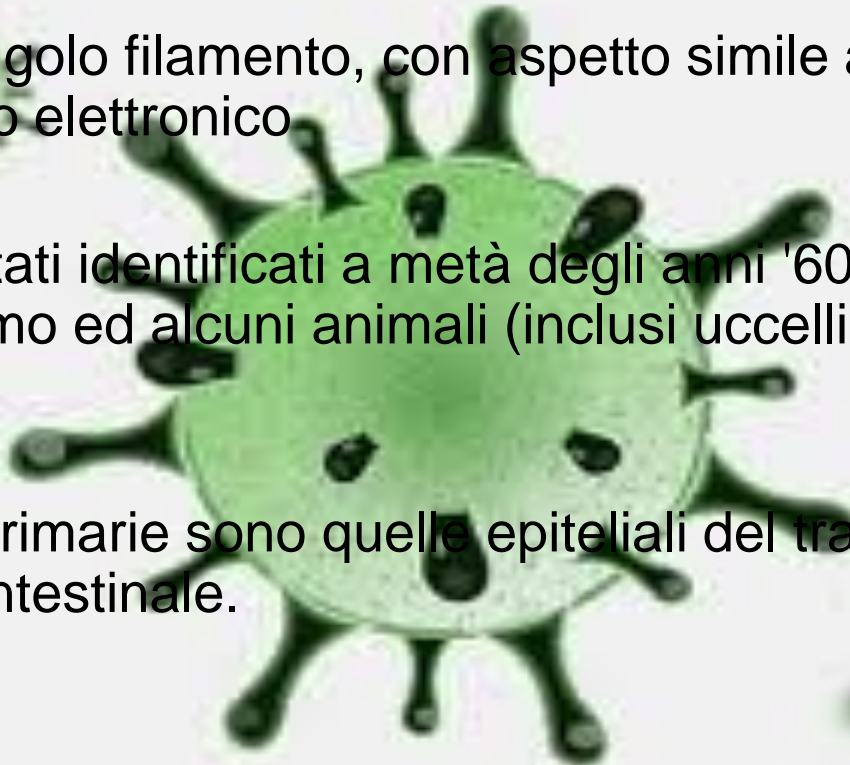 golo filamento, con aspetto simile a
o elettronico
tati identificati a metà degli anni '60
mo ed alcuni animali (inclusi uccelli
rimarie sono quelle epiteliali del tra
ntestinale.